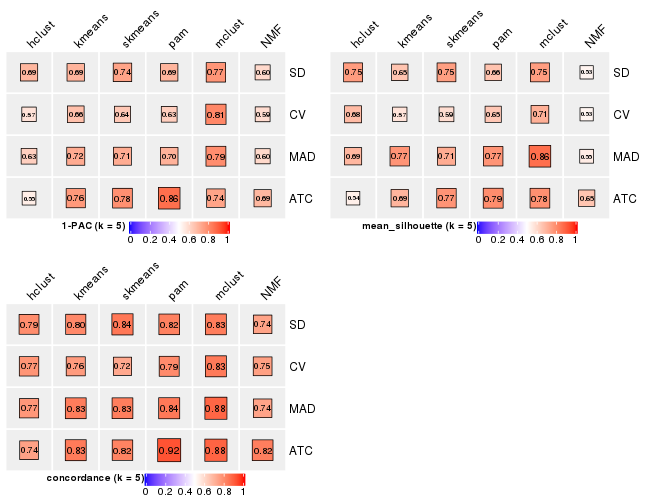 hclust kmeans skmeans pam mclust NMF
0.69 0.69 0.74 0.69 0.77 0.60 SD
0.57 0.66 0.64 0.63 0.81 0.59 CV
0.63 0.72 0.71 0.70 0.79 0.60 MAD
0.55 0.76 0.78 0.86 0.74 0.69 ATC
1-PAC (k = 5)
0 0.2 0.4 0.6 0.8 1
hclust kmeans skmeans pam mclust NMF
0.75 0.65 0.75 0.66 0.75 0.53 SD
0.68 0.57 0.59 0.65 0.71 0.53 CV
0.69 0.77 0.71 0.77 0.86 0.55 MAD
0.54 0.69 0.77 0.79 0.78 0.65 ATC
mean_silhouette (k = 5)
0 0.2 0.4 0.6 0.8 1
hclust kmeans skmeans pam mclust NMF
0.79 0.80 0.84 0.82 0.83 0.74 SD
0.77 0.76 0.72 0.79 0.83 0.75 CV
0.77 0.83 0.83 0.84 0.88 0.74 MAD
0.74 0.83 0.82 0.92 0.88 0.82 ATC
concordance (k = 5)
0 0.2 0.4 0.6 0.8 1